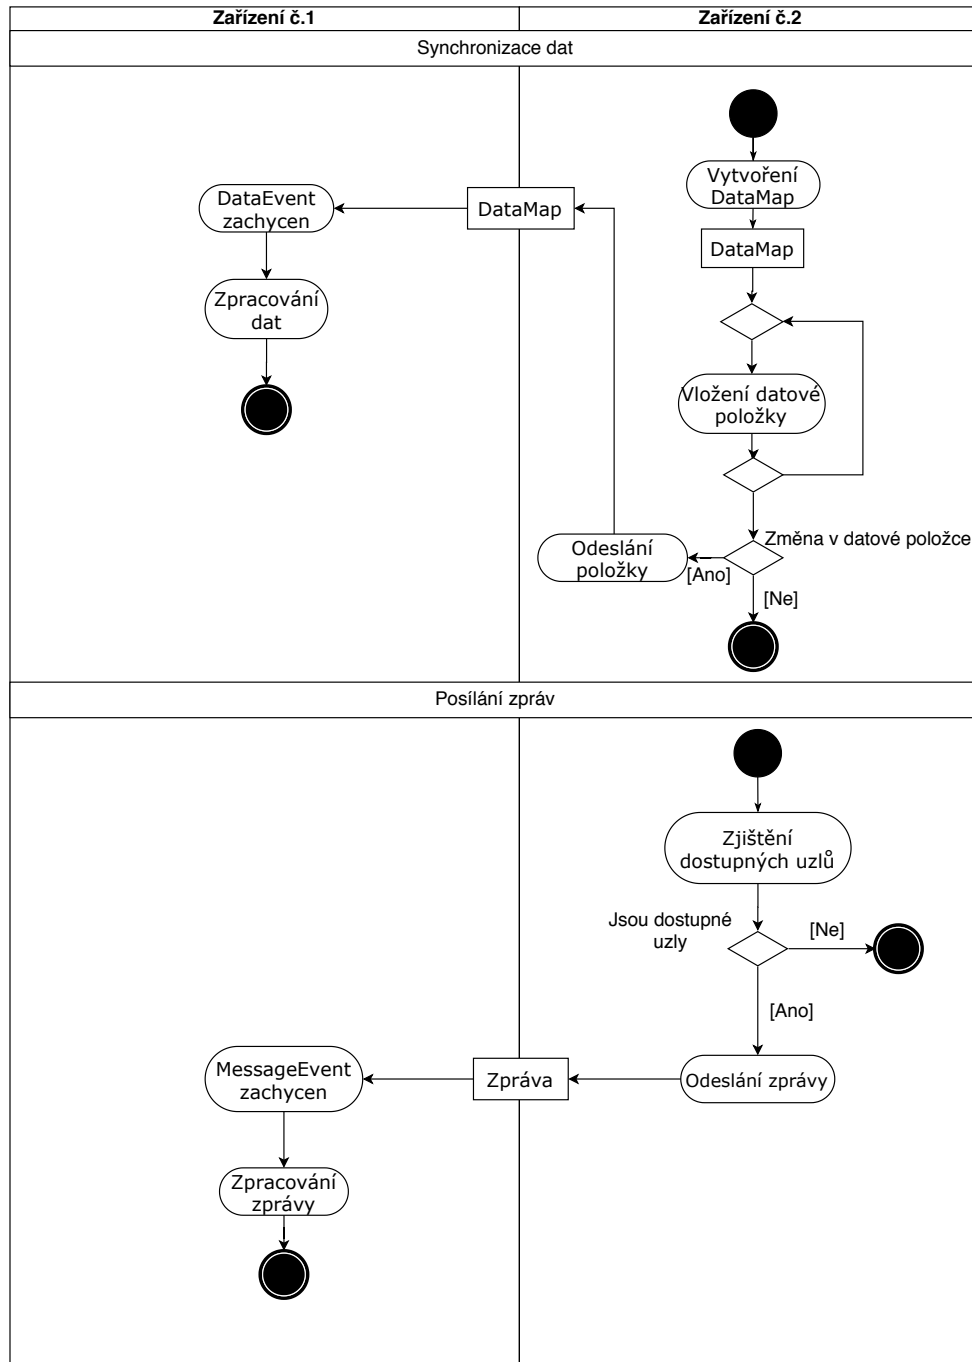 Zařízení č.1
Zařízení č.2
Synchronizace dat
Vytvoření
DataMap
DataEvent
zachycen
DataMap
DataMap
Zpracování
dat
Vložení datové
položky
Změna v datové položce
Odeslání
položky
[Ano]
[Ne]
Posílání zpráv
Zjištění
dostupných uzlů
Jsou dostupné
uzly
[Ne]
[Ano]
MessageEvent
zachycen
Zpráva
Odeslání zprávy
Zpracování
zprávy